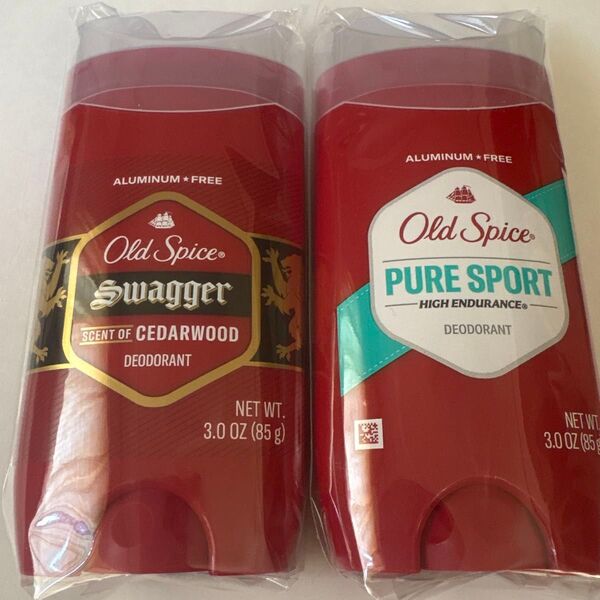 ALUMINUM ★ FREE
Old Spice®
Swagger
SCENT OF CEDARWOOD
DEODORANT
NET WT.
3.0 OZ (85 g)
ALUMINUM ★ FREE
Old Spice®
PURE SPORT
HIGH ENDURANCE®
DEODORANT
NET WT.
3.0 OZ (85 g